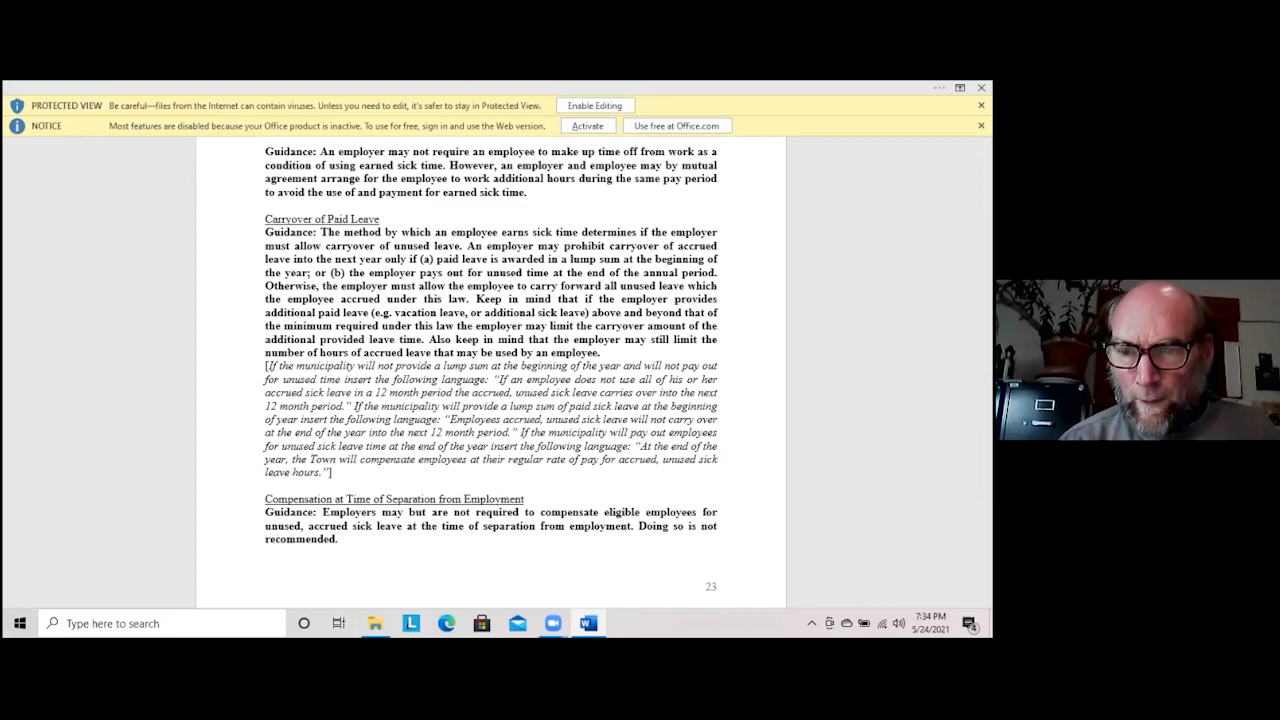 PROTECTED VIEW Be careful—files from the Internet can contain viruses. Unless you need to edit, it's safer to stay in Protected View. Enable Editing
NOTICE Most features are disabled because your Office product is inactive. To use for free, sign in and use the Web version. Activate Use free at Office.com
Guidance: An employer may not require an employee to make up time off from work as a
condition of using earned sick time. However, an employer and employee may by mutual
agreement arrange for the employee to work additional hours during the same pay period
to avoid the use of and payment for earned sick time.
Carryover of Paid Leave
Guidance: The method by which an employee earns sick time determines if the employer
must allow carryover of unused leave. An employer may prohibit carryover of accrued
leave into the next year only if (a) paid leave is awarded in a lump sum at the beginning of
the year; or (b) the employer pays out for unused time at the end of the annual period.
Otherwise, the employer must allow the employee to carry forward all unused leave which
the employee accrued under this law. Keep in mind that if the employer provides
additional paid leave (e.g. vacation leave, or additional sick leave) above and beyond that of
the minimum required under this law the employer may limit the carryover amount of the
additional provided leave time. Also keep in mind that the employer may still limit the
number of hours of accrued leave that may be used by an employee.
[If the municipality will not provide a lump sum at the beginning of the year and will not pay out
for unused time insert the following language: “If an employee does not use all of his or her
accrued sick leave in a 12 month period the accrued, unused sick leave carries over into the next
12 month period.” If the municipality will provide a lump sum of paid sick leave at the beginning
of year insert the following language: “Employees accrued, unused sick leave will not carry over
at the end of the year into the next 12 month period.” If the municipality will pay out employees
for unused sick leave time at the end of the year insert the following language: “At the end of the
year, the Town will compensate employees at their regular rate of pay for accrued, unused sick
leave hours.”]
Compensation at Time of Separation from Employment
Guidance: Employers may but are not required to compensate eligible employees for
unused, accrued sick leave at the time of separation from employment. Doing so is not
recommended.
23
Type here to search
7:34 PM
5/24/2021
4